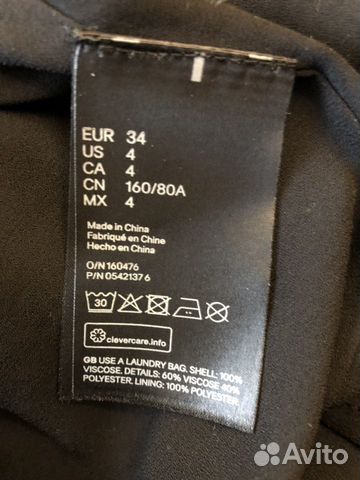 EUR 34
US 4
CA 4
CN 160/80A
MX 4
Made in China
Fabriqué en Chine
Hecho en China
O/N 160476
P/N 0542137 6
30
clevercare.info
GB USE A LAUNDRY BAG. SHELL: 100%
VISCOSE. DETAILS: 60% VISCOSE 40%
POLYESTER. LINING: 100% POLYESTER.
Avito